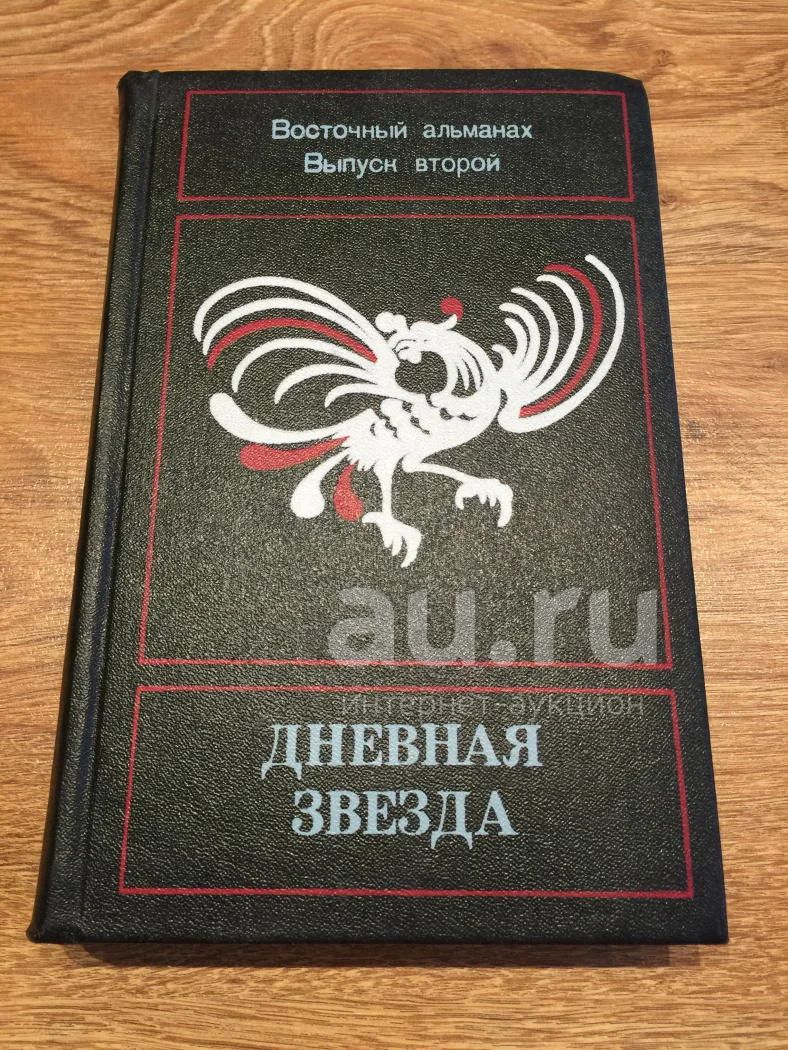 Восточный альманах
Выпуск второй
au.ru
интернет-аукцион
ДНЕВНАЯ
ЗВЕЗДА